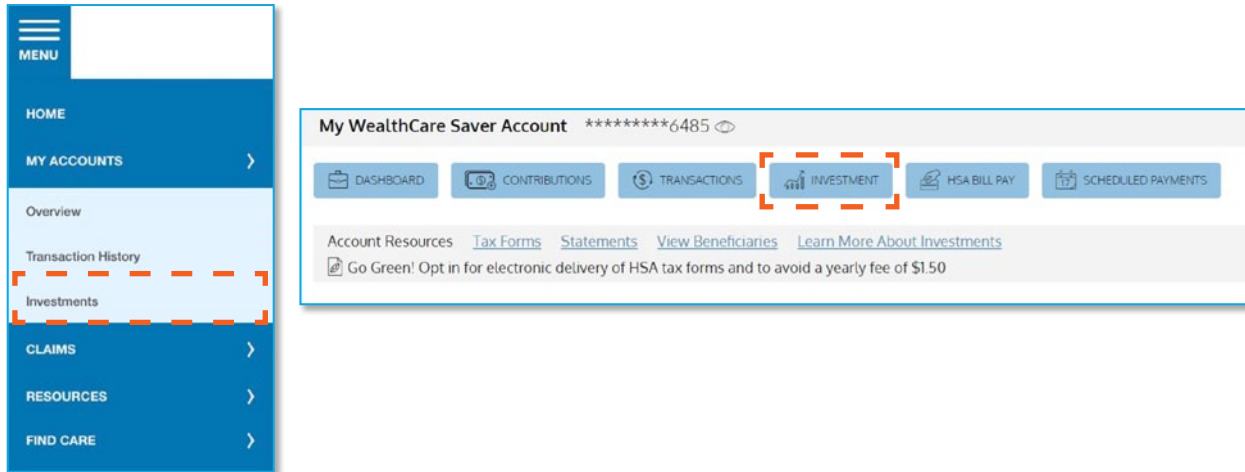 MENU
HOME
MY ACCOUNTS
Overview
Transaction History
Investments
CLAIMS
RESOURCES
FIND CARE
My WealthCare Saver Account *********6485
DASHBOARD CONTRIBUTIONS TRANSACTIONS INVESTMENT HSA BILL PAY SCHEDULED PAYMENTS
Account Resources Tax Forms Statements View Beneficiaries Learn More About Investments
Go Green! Opt in for electronic delivery of HSA tax forms and to avoid a yearly fee of $1.50